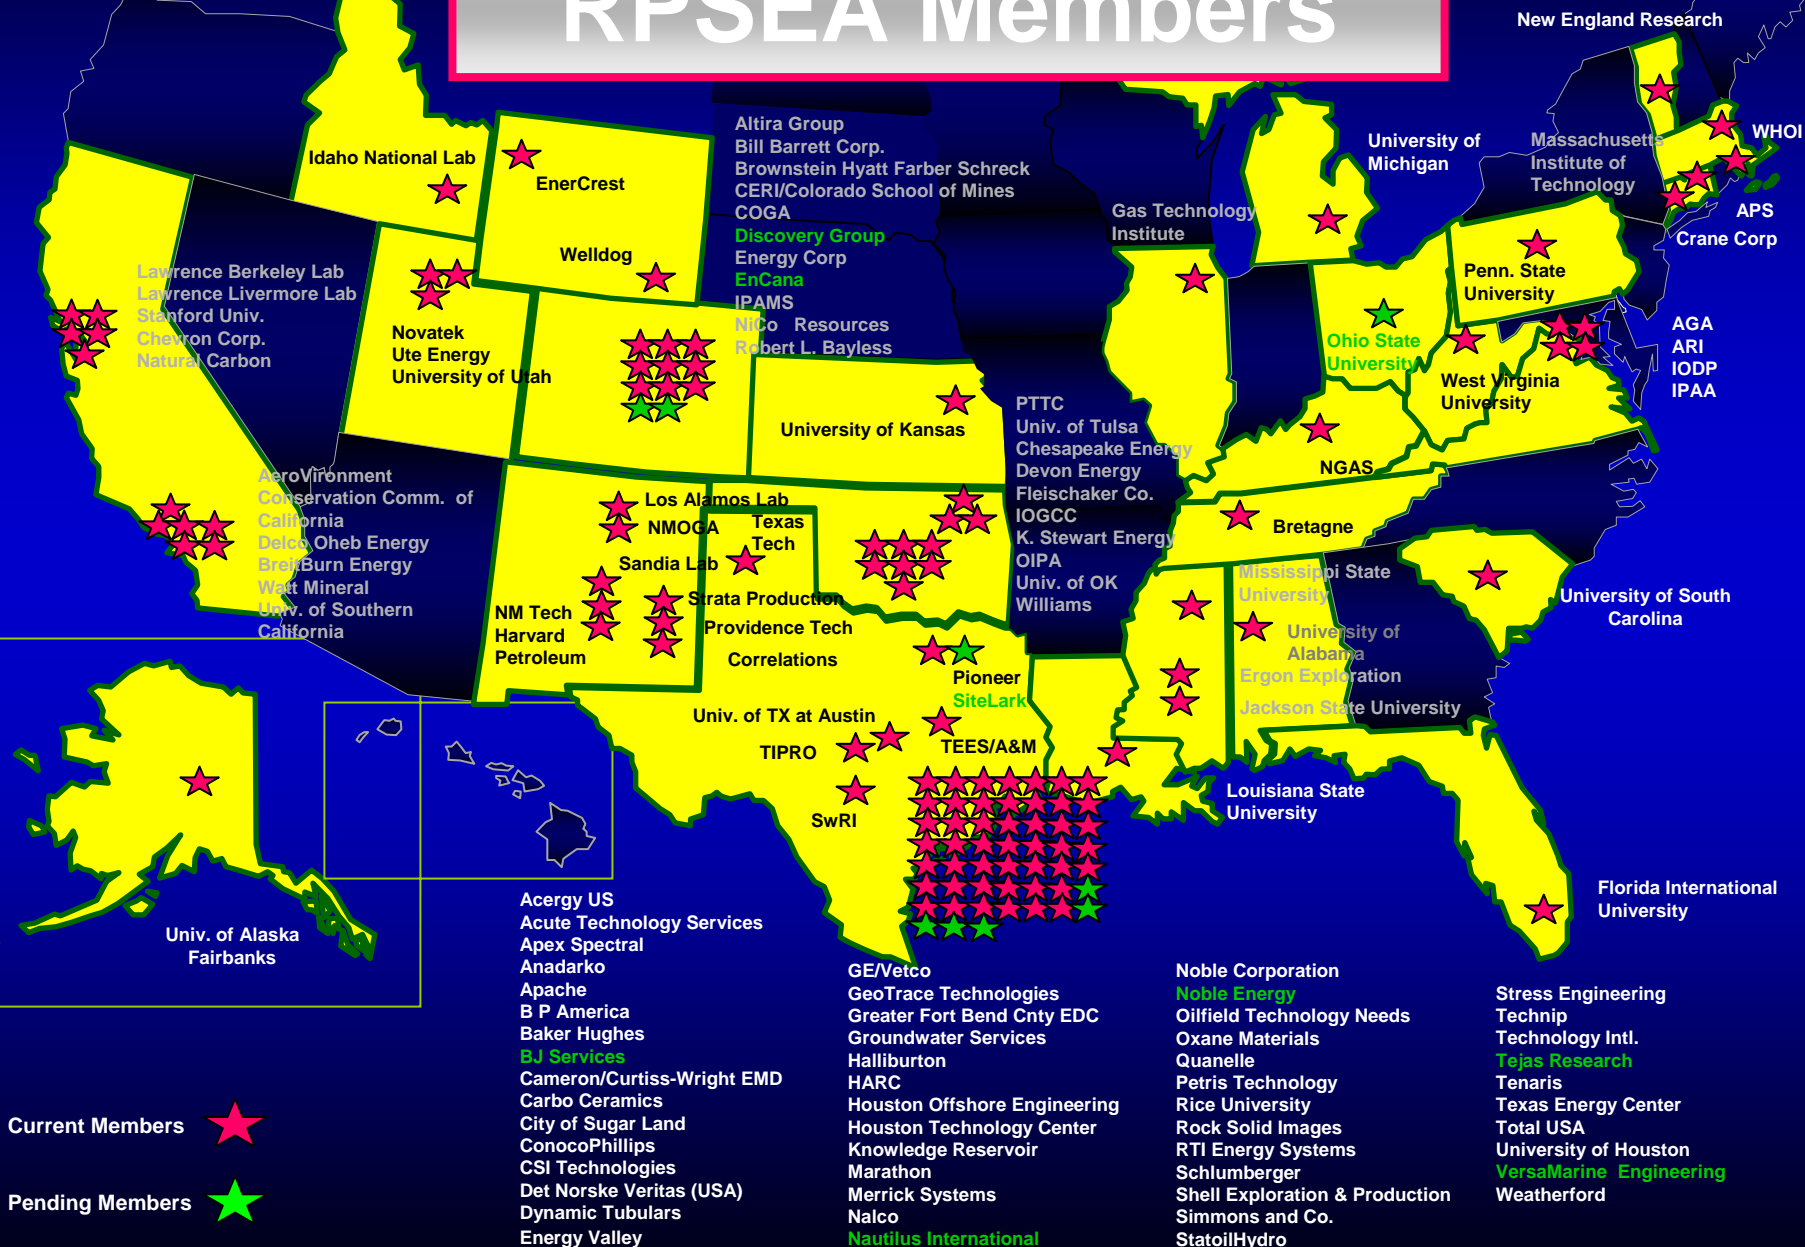 RPSEA Members
New England Research
WHOI
Massachusetts
Institute of
Technology
APS
Crane Corp
University of
Michigan
Gas Technology
Institute
Penn. State
University
Ohio State
University
West Virginia
University
AGA
ARI
IODP
IPAA
NGAS
Bretagne
Idaho National Lab
EnerCrest
Welldog
Altira Group
Bill Barrett Corp.
Brownstein Hyatt Farber Schreck
CERI/Colorado School of Mines
COGA
Discovery Group
Energy Corp
EnCana
IPAMS
NiCo Resources
Robert L. Bayless
Lawrence Berkeley Lab
Lawrence Livermore Lab
Stanford Univ.
Chevron Corp.
Natural Carbon
Novatek
Ute Energy
University of Utah
University of Kansas
PTTC
Univ. of Tulsa
Chesapeake Energy
Devon Energy
Fleischaker Co.
IOGCC
K. Stewart Energy
OIPA
Univ. of OK
Williams
AeroVironment
Conservation Comm. of
California
Delco Oheb Energy
BreitBurn Energy
Watt Mineral
Univ. of Southern
California
Los Alamos Lab
NMOGA
Sandia Lab
Texas
Tech
NM Tech
Harvard
Petroleum
Strata Production
Providence Tech
Correlations
Pioneer
SiteLark
Univ. of TX at Austin
TIPRO
TEES/A&M
SwRI
Mississippi State
University
University of
Alabama
Ergon Exploration
Jackson State University
University of South
Carolina
Louisiana State
University
Florida International
University
Univ. of Alaska
Fairbanks
Acergy US
Acute Technology Services
Apex Spectral
Anadarko
Apache
B P America
Baker Hughes
BJ Services
Cameron/Curtiss-Wright EMD
Carbo Ceramics
City of Sugar Land
ConocoPhillips
CSI Technologies
Det Norske Veritas (USA)
Dynamic Tubulars
Energy Valley
GE/Vetco
GeoTrace Technologies
Greater Fort Bend Cnty EDC
Groundwater Services
Halliburton
HARC
Houston Offshore Engineering
Houston Technology Center
Knowledge Reservoir
Marathon
Merrick Systems
Nalco
Nautilus International
Noble Corporation
Noble Energy
Oilfield Technology Needs
Oxane Materials
Quanelle
Petris Technology
Rice University
Rock Solid Images
RTI Energy Systems
Schlumberger
Shell Exploration & Production
Simmons and Co.
StatoilHydro
Stress Engineering
Technip
Technology Intl.
Tejas Research
Tenaris
Texas Energy Center
Total USA
University of Houston
VersaMarine Engineering
Weatherford
Current Members
Pending Members